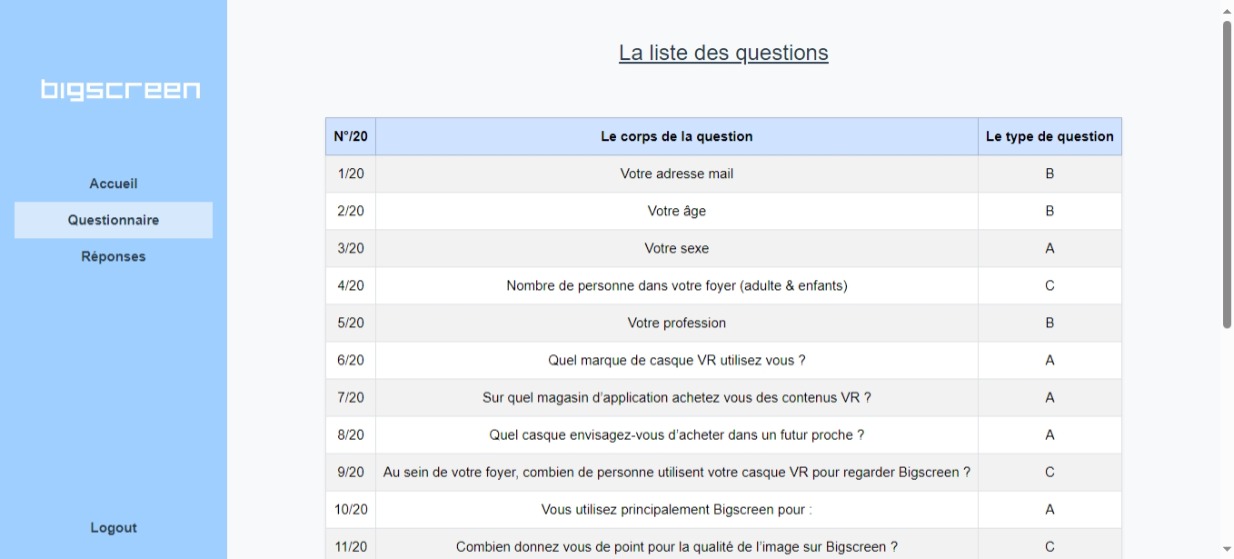 bigscreen
Accueil
Questionnaire
Réponses
Logout
La liste des questions
N°/20 Le corps de la question Le type de question
1/20 Votre adresse mail B
2/20 Votre âge B
3/20 Votre sexe A
4/20 Nombre de personne dans votre foyer (adulte & enfants) C
5/20 Votre profession B
6/20 Quel marque de casque VR utilisez vous ? A
7/20 Sur quel magasin d'application achetez vous des contenus VR ? A
8/20 Quel casque envisagez-vous d'acheter dans un futur proche ? A
9/20 Au sein de votre foyer, combien de personne utilisent votre casque VR pour regarder Bigscreen ? C
10/20 Vous utilisez principalement Bigscreen pour : A
11/20 Combien donnez vous de point pour la qualité de l'image sur Bigscreen ? C